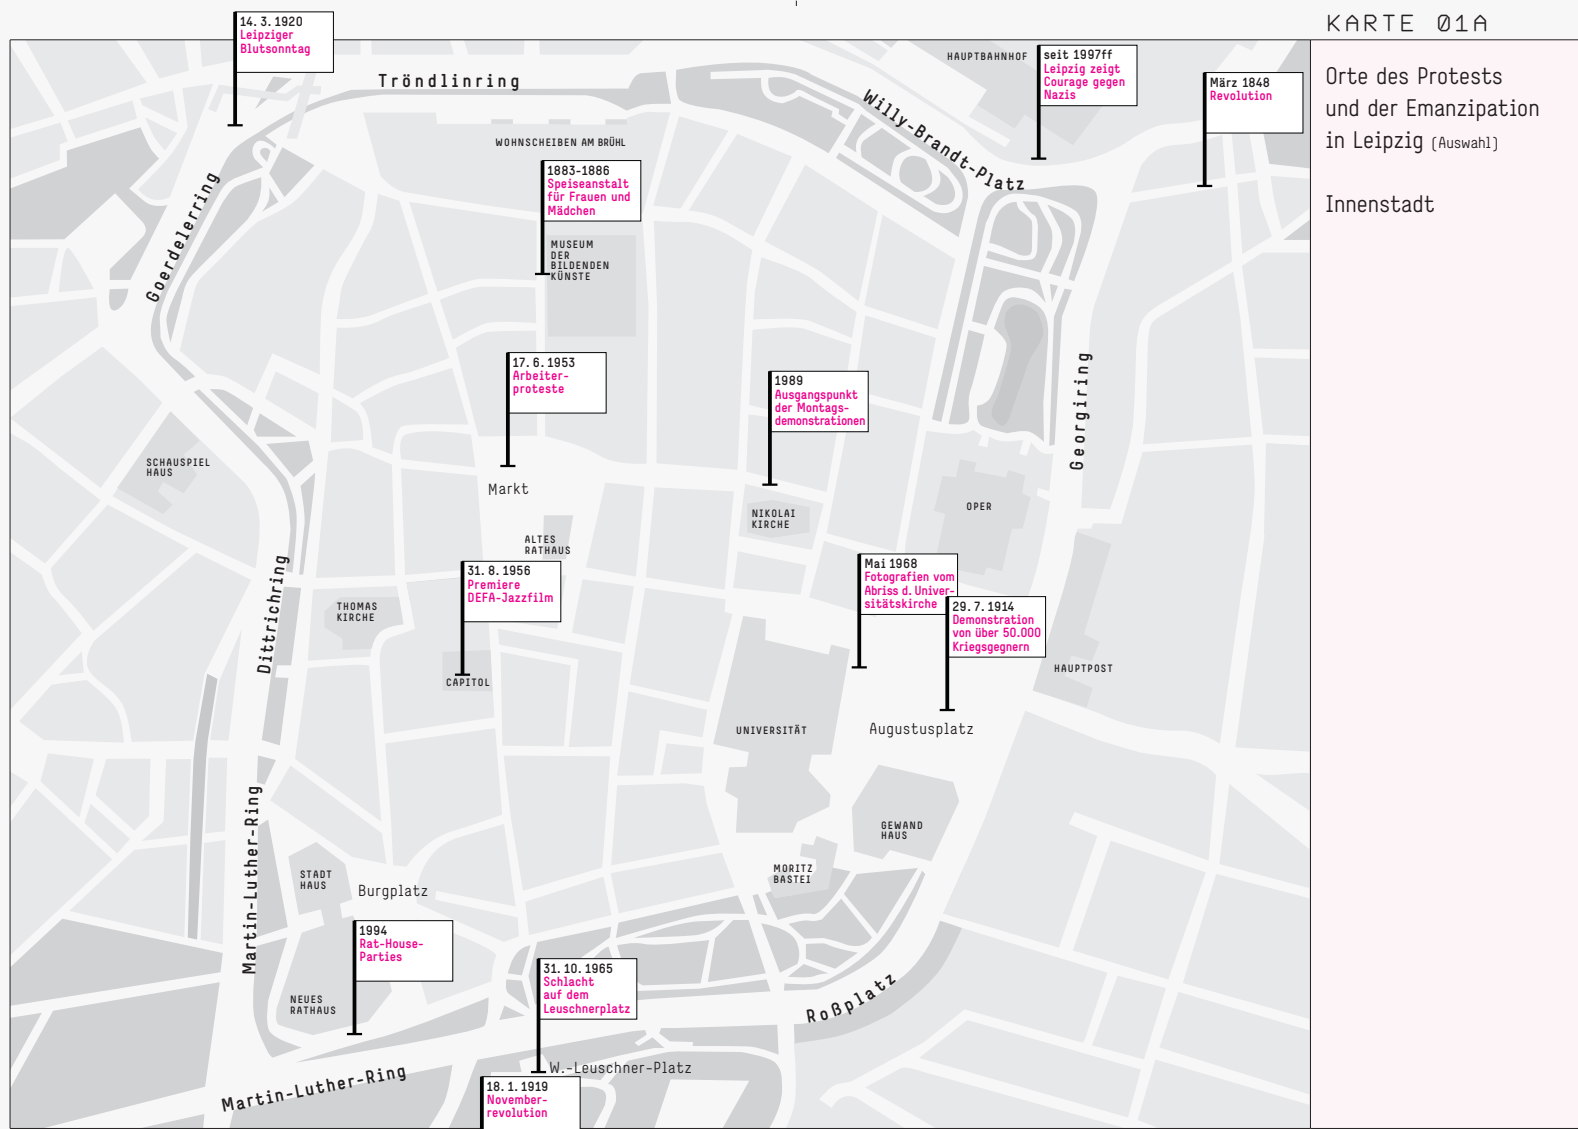 KARTE 01A
Orte des Protests
und der Emanzipation
in Leipzig (Auswahl)
Innenstadt
14. 3. 1920
Leipziger
Blutsonntag
Tröndlinring
HAUPTBAHNHOF
seit 1997ff
Leipzig zeigt
Courage gegen
Nazis
März 1848
Revolution
Willy-Brandt-Platz
WOHNSCHEIBEN AM BRÜHL
1883-1886
Speiseanstalt
für Frauen und
Mädchen
Goerdelerring
MUSEUM
DER
BILDENDEN
KÜNSTE
17. 6. 1953
Arbeiter-
proteste
1989
Ausgangspunkt
der Montags-
demonstrationen
Georgiring
SCHAUSPIEL
HAUS
Markt
NIKOLAI
KIRCHE
OPER
ALTES
RATHAUS
31. 8. 1956
Premiere
DEFA-Jazzfilm
Mai 1968
Fotografien vom
Abriss d. Univer-
sitätskirche
29. 7. 1914
Demonstration
von über 50.000
Kriegsgegnern
THOMAS
KIRCHE
Dittrichring
CAPITOL
HAUPTPOST
UNIVERSITÄT
Augustusplatz
GEWAND
HAUS
MORITZ
BASTEI
Martin-Luther-Ring
STADT
HAUS
Burgplatz
1994
Rat-House-
Parties
NEUES
RATHAUS
31. 10. 1965
Schlacht
auf dem
Leuschnerplatz
Roßplatz
W.-Leuschner-Platz
Martin-Luther-Ring
18. 1. 1919
November-
revolution